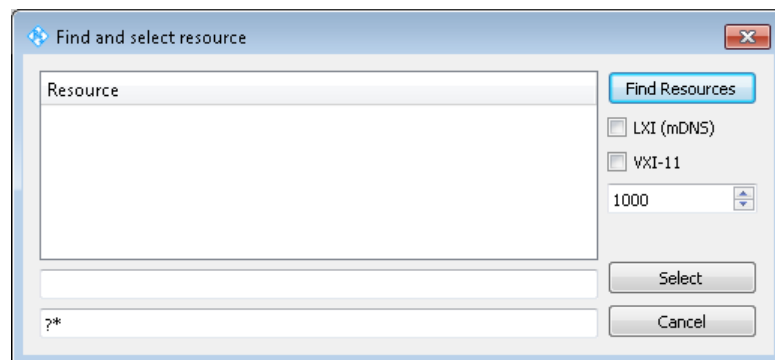 Find and select resource
Resource
Find Resources
LXI (mDNS)
VXI-11
1000
Select
?*
Cancel